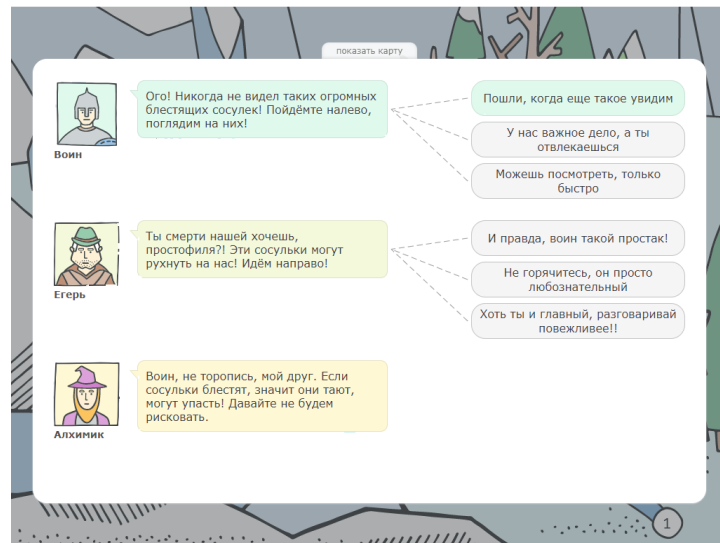 показать карту
Ого! Никогда не видел таких огромных
блестящих сосулек! Пойдёмте налево,
поглядим на них!
Воин
Пошли, когда еще такое увидим
У нас важное дело, а ты
отвлекаешься
Можешь посмотреть, только
быстро
Ты смерти нашей хочешь,
простофиля?! Эти сосульки могут
рухнуть на нас! Идём направо!
Егерь
И правда, воин такой простак!
Не горячитесь, он просто
любознательный
Хоть ты и главный, разговаривай
повежливее!!
Воин, не торопись, мой друг. Если
сосульки блестят, значит они тают,
могут упасть! Давайте не будем
рисковать.
Алхимик
1